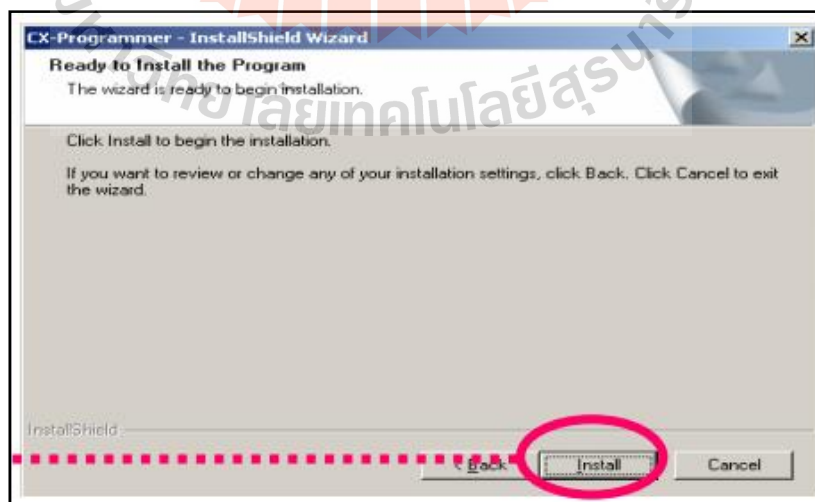 CX-Programmer - InstallShield Wizard
Ready to Install the Program
The wizard is ready to begin installation.
Click Install to begin the installation.
If you want to review or change any of your installation settings, click Back. Click Cancel to exit
the wizard.
InstallShield
< Back
Install
Cancel